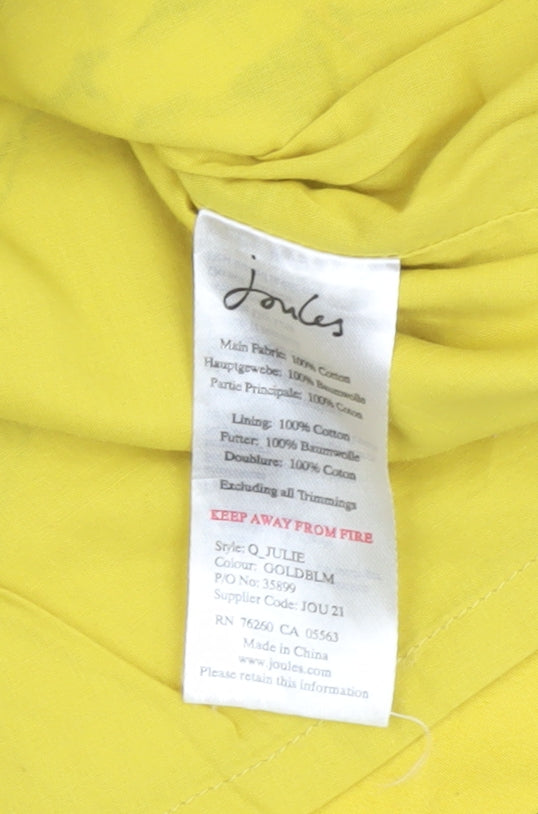 joules
Main Fabric: 100% Cotton
Hauptgewebe: 100% Baumwolle
Partie Principale: 100% Coton
Lining: 100% Cotton
Futter: 100% Baumwolle
Doublure: 100% Coton
Excluding all Trimmings
KEEP AWAY FROM FIRE
Style: Q_JULIE
Colour: GOLDBLM
P/O No: 35899
Supplier Code: JOU 21
RN 76260 CA 05563
Made in China
www.joules.com
Please retain this information